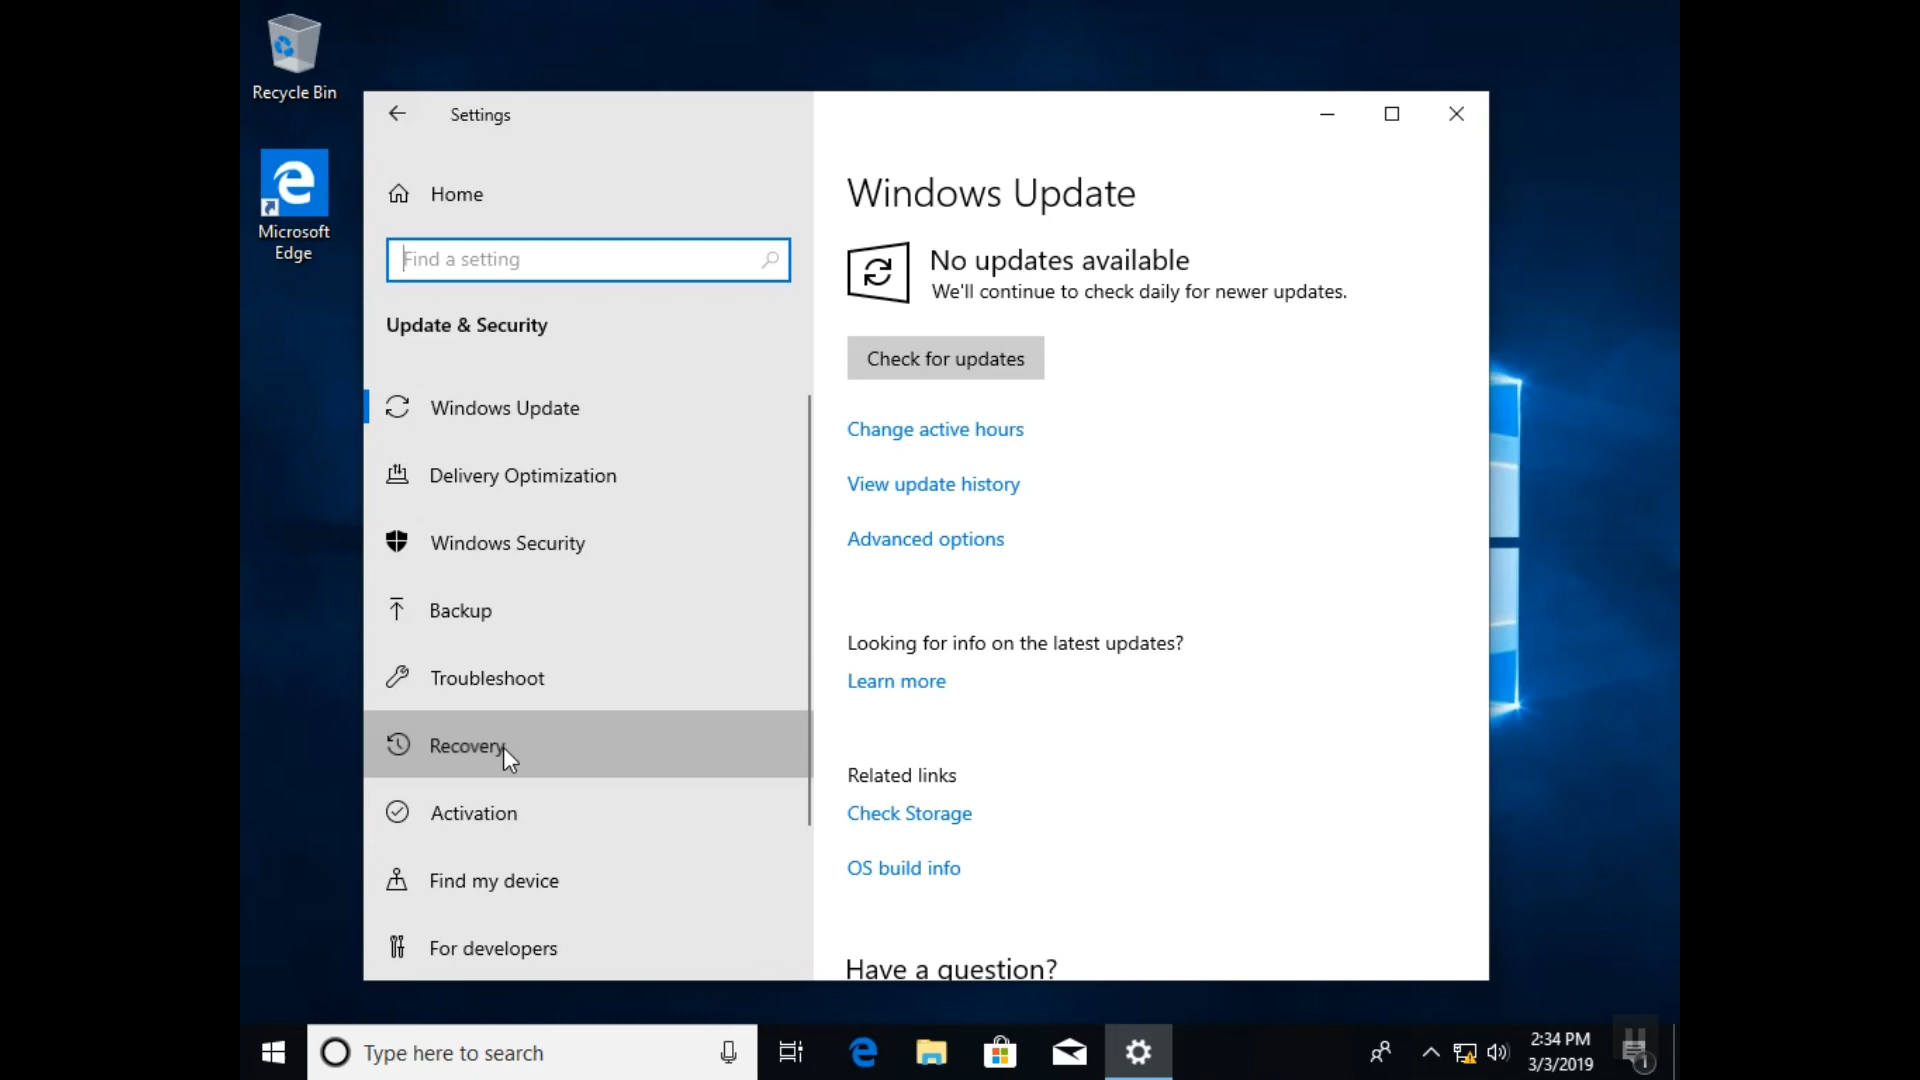 Recycle Bin
Microsoft
Edge
Settings
Home
Find a setting
Update & Security
Windows Update
Delivery Optimization
Windows Security
Backup
Troubleshoot
Recovery
Activation
Find my device
For developers
Windows Update
No updates available
We'll continue to check daily for newer updates.
Check for updates
Change active hours
View update history
Advanced options
Looking for info on the latest updates?
Learn more
Related links
Check Storage
OS build info
Have a question?
Type here to search
2:34 PM
3/3/2019
1